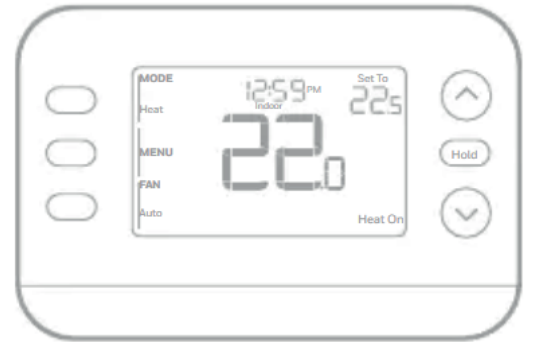 MODE
Heat
MENU
FAN
Auto
12:59 PM
Indoor
22.0
Set To
22.5
Heat On
Hold